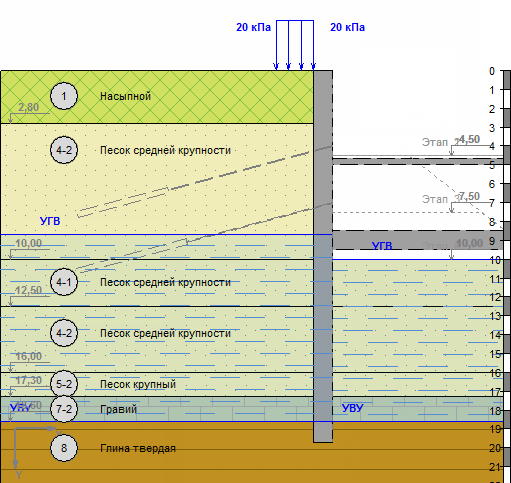 20 кПа 20 кПа
0
1 Насыпной 1
2,80 2
3
4-2 Песок средней крупности Этап 4,50 4
5
6
Этап 7,50 7
УГВ 8
10,00 УГВ 10,00 9
10
4-1 Песок средней крупности 11
12,50 12
13
4-2 Песок средней крупности 14
16,00 15
16
17,30 5-2 Песок крупный 17
УВУ 7-2 Гравий УВУ 18
19
8 Глина твердая 20
Y 21